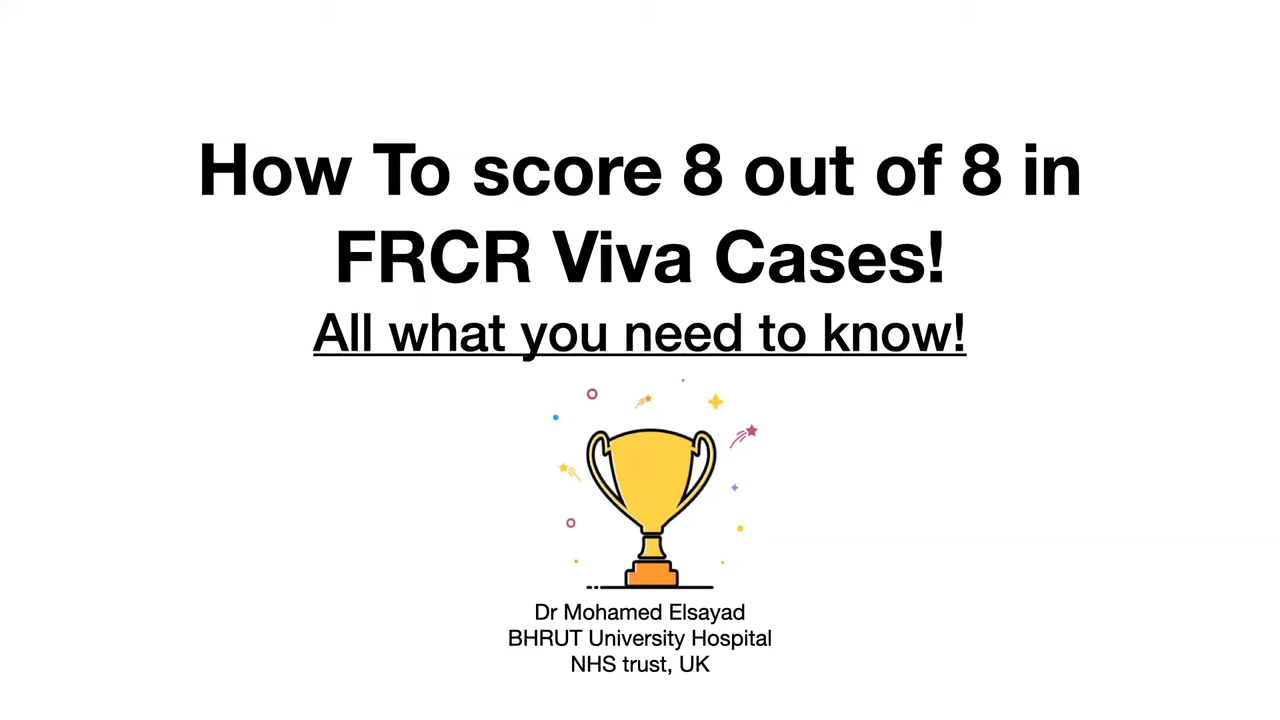 How To score 8 out of 8 in
FRCR Viva Cases!
All what you need to know!
Dr Mohamed Elsayad
BHRUT University Hospital
NHS trust, UK